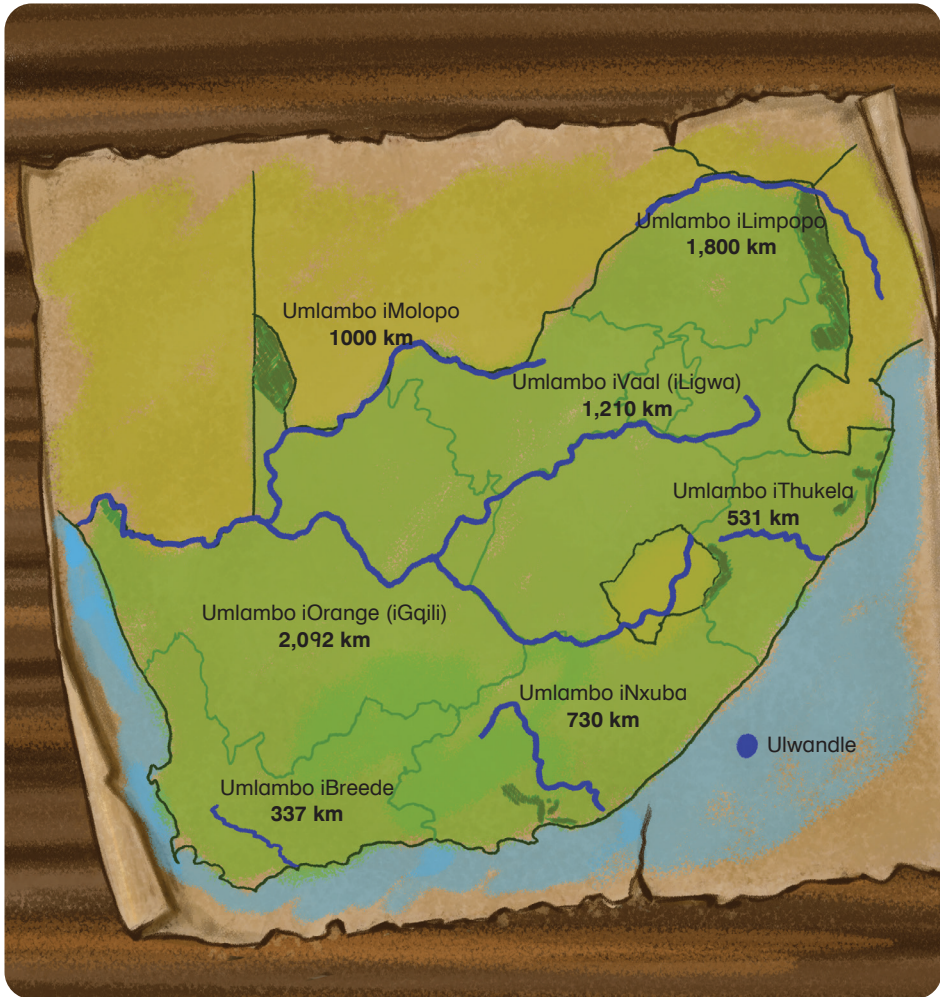 Umlambo iLimpopo
1,800 km
Umlambo iMolopo
1000 km
Umlambo iVaal (iLigwa)
1,210 km
Umlambo iThukela
531 km
Umlambo iOrange (iGqili)
2,092 km
Umlambo iNxuba
730 km
Ulwandle
Umlambo iBreede
337 km